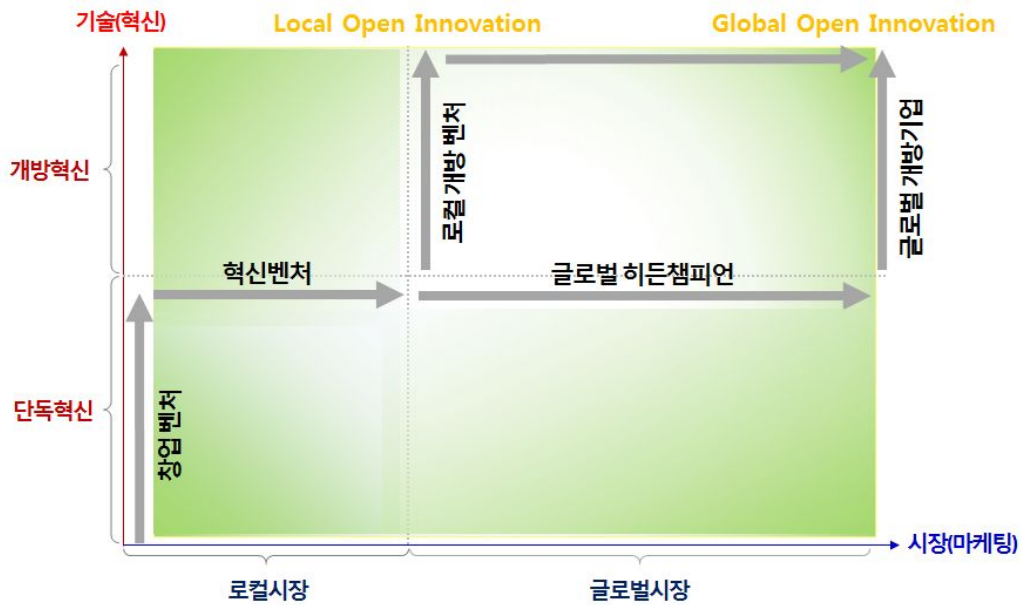 기술(혁신)
Local Open Innovation
Global Open Innovation
로컬 개방 벤처
글로벌 개방기업
개방혁신
혁신벤처
글로벌 히든챔피언
단독혁신
창업 벤처
시장(마케팅)
로컬시장
글로벌시장